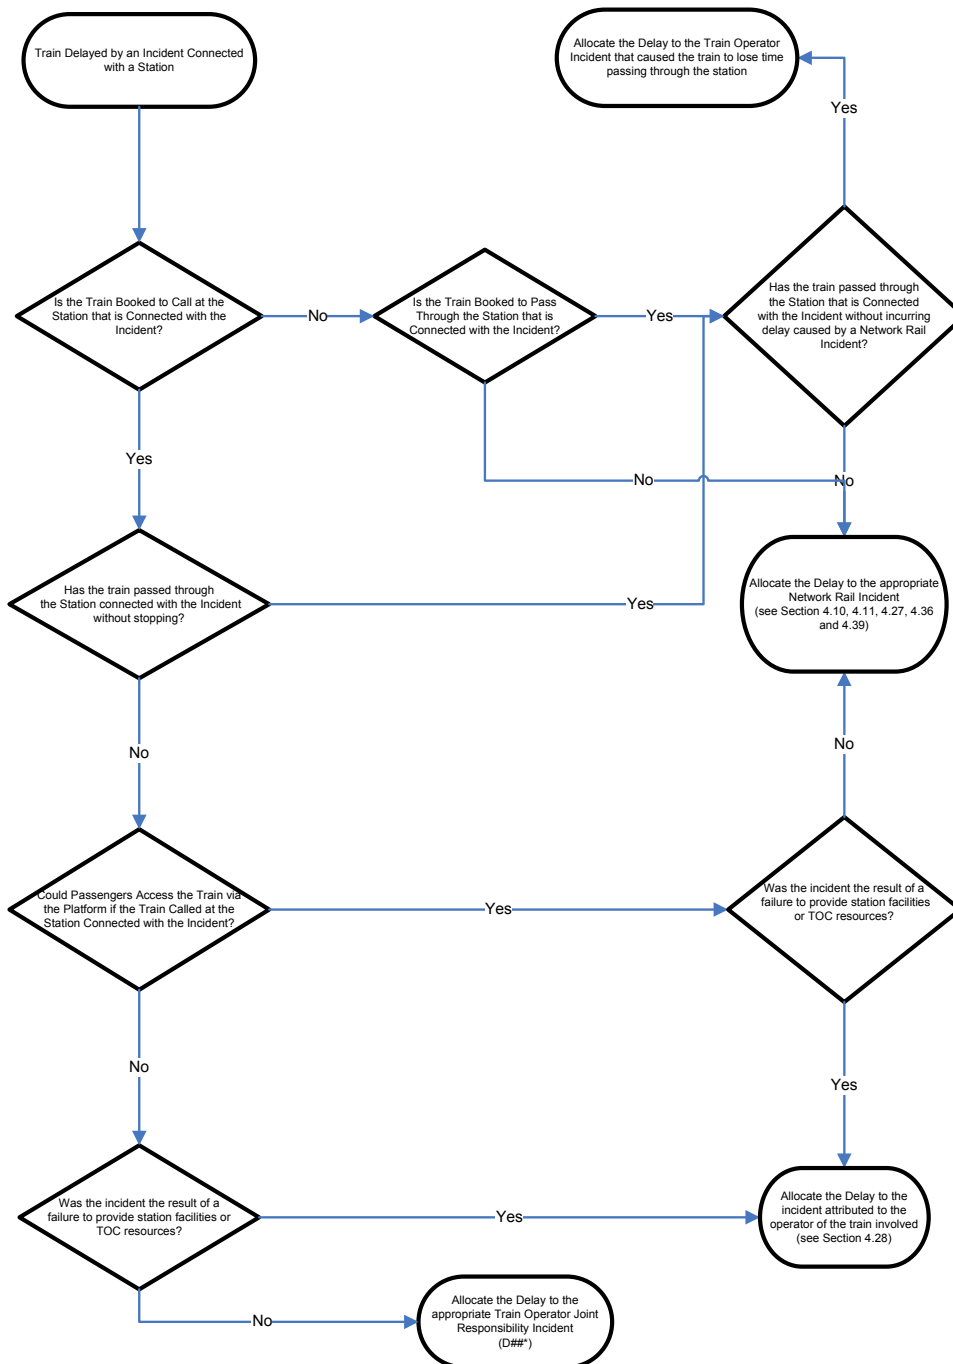 Train Delayed by an Incident Connected
with a Station
Allocate the Delay to the Train Operator
Incident that caused the train to lose time
passing through the station
Yes
Is the Train Booked to Call at the
Station that is Connected with the
Incident?
No
Is the Train Booked to Pass
Through the Station that is
Connected with the Incident?
Yes
Has the train passed through
the Station that is Connected
with the Incident without incurring
delay caused by a Network Rail
Incident?
Yes
No
No
Has the train passed through
the Station connected with the Incident
without stopping?
Yes
Allocate the Delay to the appropriate
Network Rail Incident
(see Section 4.10, 4.11, 4.27, 4.36
and 4.39)
No
No
Could Passengers Access the Train via
the Platform if the Train Called at the
Station Connected with the Incident?
Yes
Was the incident the result of a
failure to provide station facilities
or TOC resources?
No
Yes
Was the incident the result of a
failure to provide station facilities or
TOC resources?
Yes
Allocate the Delay to the
incident attributed to the
operator of the train involved
(see Section 4.28)
No
Allocate the Delay to the
appropriate Train Operator Joint
Responsibility Incident
(D##*)